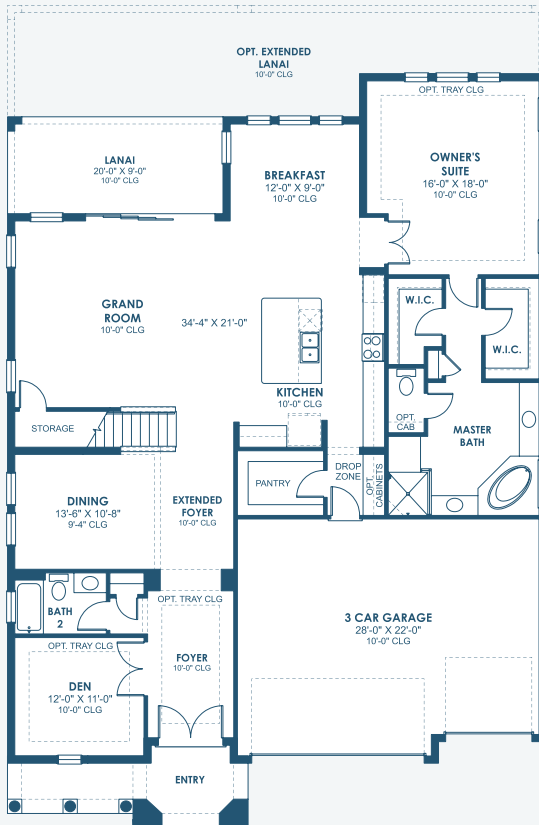 OPT. EXTENDED
LANAI
10'-0" CLG
OPT. TRAY CLG
LANAI
20'-0" X 9'-0"
10'-0" CLG
BREAKFAST
12'-0" X 9'-0"
10'-0" CLG
OWNER'S
SUITE
16'-0" X 18'-0"
10'-0" CLG
GRAND
ROOM
10'-0" CLG
34'-4" X 21'-0"
W.I.C.
W.I.C.
KITCHEN
10'-0" CLG
STORAGE
OPT.
CAB
MASTER
BATH
PANTRY
DROP
ZONE
OPT.
CABINETS
DINING
13'-6" X 10'-8"
9'-4" CLG
EXTENDED
FOYER
10'-0" CLG
BATH
2
OPT. TRAY CLG
3 CAR GARAGE
28'-0" X 22'-0"
10'-0" CLG
OPT. TRAY CLG
FOYER
10'-0" CLG
DEN
12'-0" X 11'-0"
10'-0" CLG
ENTRY